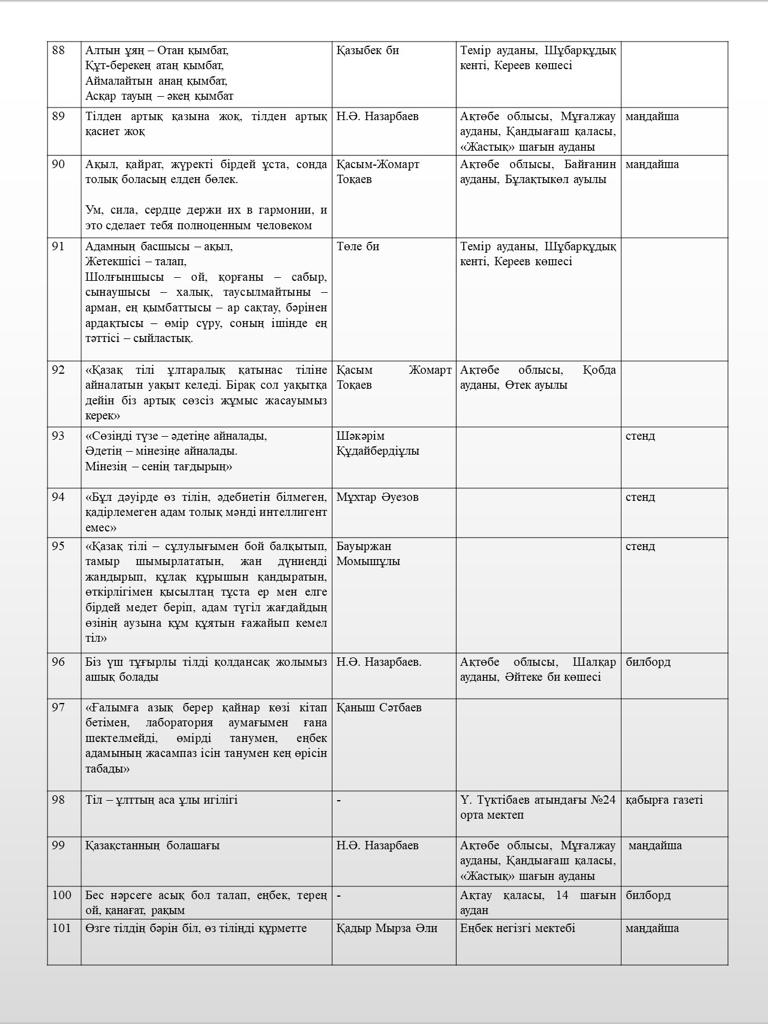 88 Алтын ұяң – Отан қымбат, Қазыбек би Темір ауданы, Шұбарқұдық
Құт-берекең атаң қымбат, кенті, Кереев көшесі
Аймалайтын анаң қымбат,
Асқар тауың – әкең қымбат
89 Тілден артық қазына жоқ, тілден артық Н.Ә. Назарбаев Ақтөбе облысы, Мұғалжау маңдайша
қасиет жоқ ауданы, Қандыағаш қаласы,
«Жастық» шағын ауданы
90 Ақыл, қайрат, жүректі бірдей ұста, сонда Қасым-Жомарт Ақтөбе облысы, Байғанин маңдайша
толық боласың елден бөлек. Тоқаев ауданы, Бұлақтыкөл ауылы
Ум, сила, сердце держи их в гармонии, и
это сделает тебя полноценным человеком
91 Адамның басшысы – ақыл, Төле би Темір ауданы, Шұбарқұдық
Жетекшісі – талап, кенті, Кереев көшесі
Шолғыншысы – ой, қорғаны – сабыр,
сынаушысы – халық, таусылмайтыны –
арман, ең қымбаттысы – ар сақтау, бәрінен
ардақтысы – өмір сүру, соның ішінде ең
тәттісі – сыйластық.
92 «Қазақ тілі ұлтаралық қатынас тіліне Қасым Жомарт Ақтөбе облысы, Қобда
айналатын уақыт келеді. Бірақ сол уақытқа Тоқаев ауданы, Өтек ауылы
дейін біз артық сөзсіз жұмыс жасауымыз
керек»
93 «Сөзіңді түзе – әдетіңе айналады, Шәкәрім стенд
Әдетің – мінезіңе айналады. Құдайбердіұлы
Мінезің – сенің тағдырың»
94 «Бұл дәуірде өз тілін, әдебиетін білмеген, Мұхтар Әуезов стенд
қадірлемеген адам толық мәнді интеллигент
емес»
95 «Қазақ тілі – сұлулығымен бой балқытып, Бауыржан стенд
тамыр шымырлататын, жан дүниеңді Момышұлы
жандырып, құлақ құрышын қандыратын,
өткірлігімен қысылтаң тұста ер мен елге
бірдей медет беріп, адам түгіл жағдайдың
өзінің аузына құм құятын ғажайып кемел
тіл»
96 Біз үш тұғырлы тілді қолдансақ жолымыз Н.Ә. Назарбаев. Ақтөбе облысы, Шалқар билборд
ашық болады ауданы, Әйтеке би көшесі
97 «Ғалымға азық берер қайнар көзі кітап Қаныш Сәтбаев
бетімен, лаборатория аумағымен ғана
шектелмейді, өмірді танумен, еңбек
адамының жасампаз ісін танумен кең өрісін
табады»
98 Тіл – ұлттың аса ұлы игілігі - Ү. Түктібаев атындағы №24 қабырға газеті
орта мектеп
99 Қазақстанның болашағы Н.Ә. Назарбаев Ақтөбе облысы, Мұғалжау маңдайша
ауданы, Қандыағаш қаласы,
«Жастық» шағын ауданы
100 Бес нәрсеге асық бол талап, еңбек, терең - Ақтау қаласы, 14 шағын билборд
ой, қанағат, рақым аудан
101 Өзге тілдің бәрін біл, өз тіліңді құрметте Қадыр Мырза Әли Еңбек негізгі мектебі маңдайша